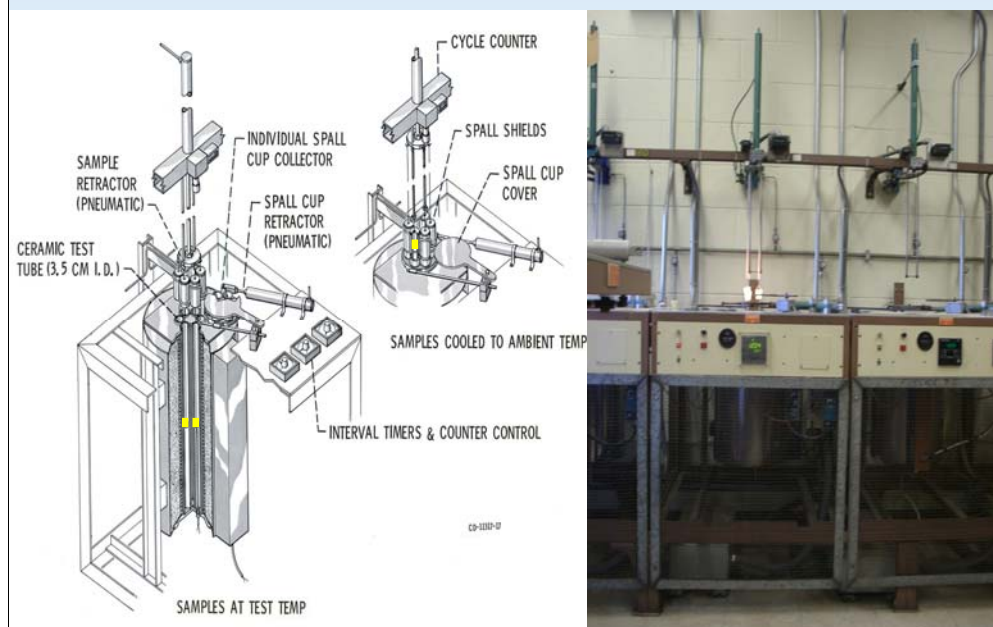 CYCLE COUNTER
INDIVIDUAL SPALL
CUP COLLECTOR
SPALL SHIELDS
SAMPLE
RETRACTOR
(PNEUMATIC)
SPALL CUP
COVER
SPALL CUP
RETRACTOR
(PNEUMATIC)
CERAMIC TEST
TUBE (3.5 CM I.D.)
SAMPLES COOLED TO AMBIENT TEMP
INTERVAL TIMERS & COUNTER CONTROL
SAMPLES AT TEST TEMP